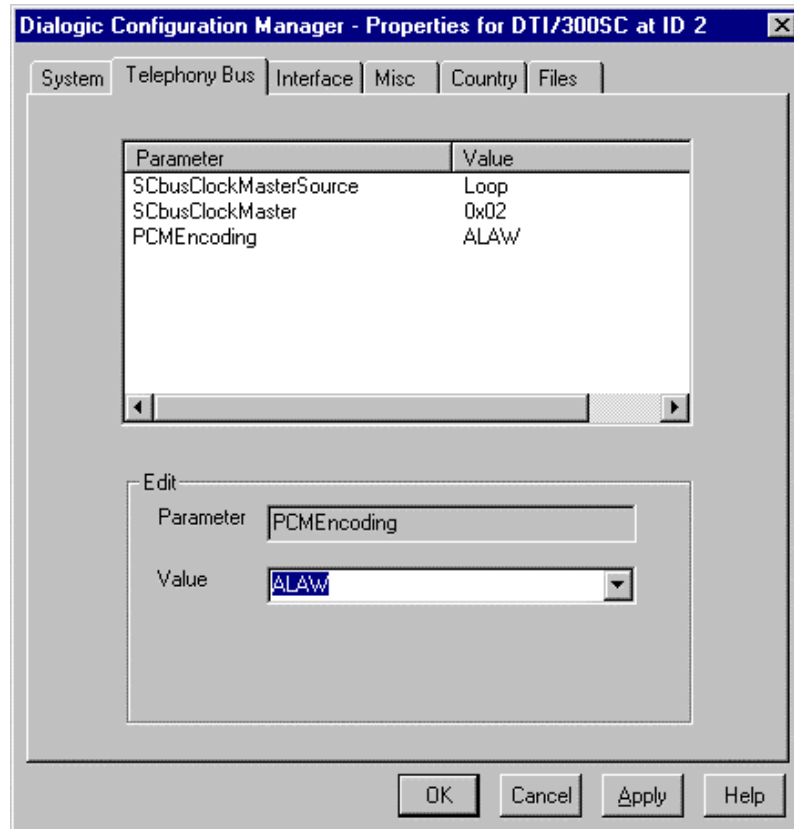 Dialogic Configuration Manager - Properties for DTI/300SC at ID 2
System Telephony Bus Interface Misc Country Files
Parameter Value
SCbusClockMasterSource Loop
SCbusClockMaster 0x02
PCMEncoding ALAW
Edit
Parameter PCMEncoding
Value ALAW
OK Cancel Apply Help